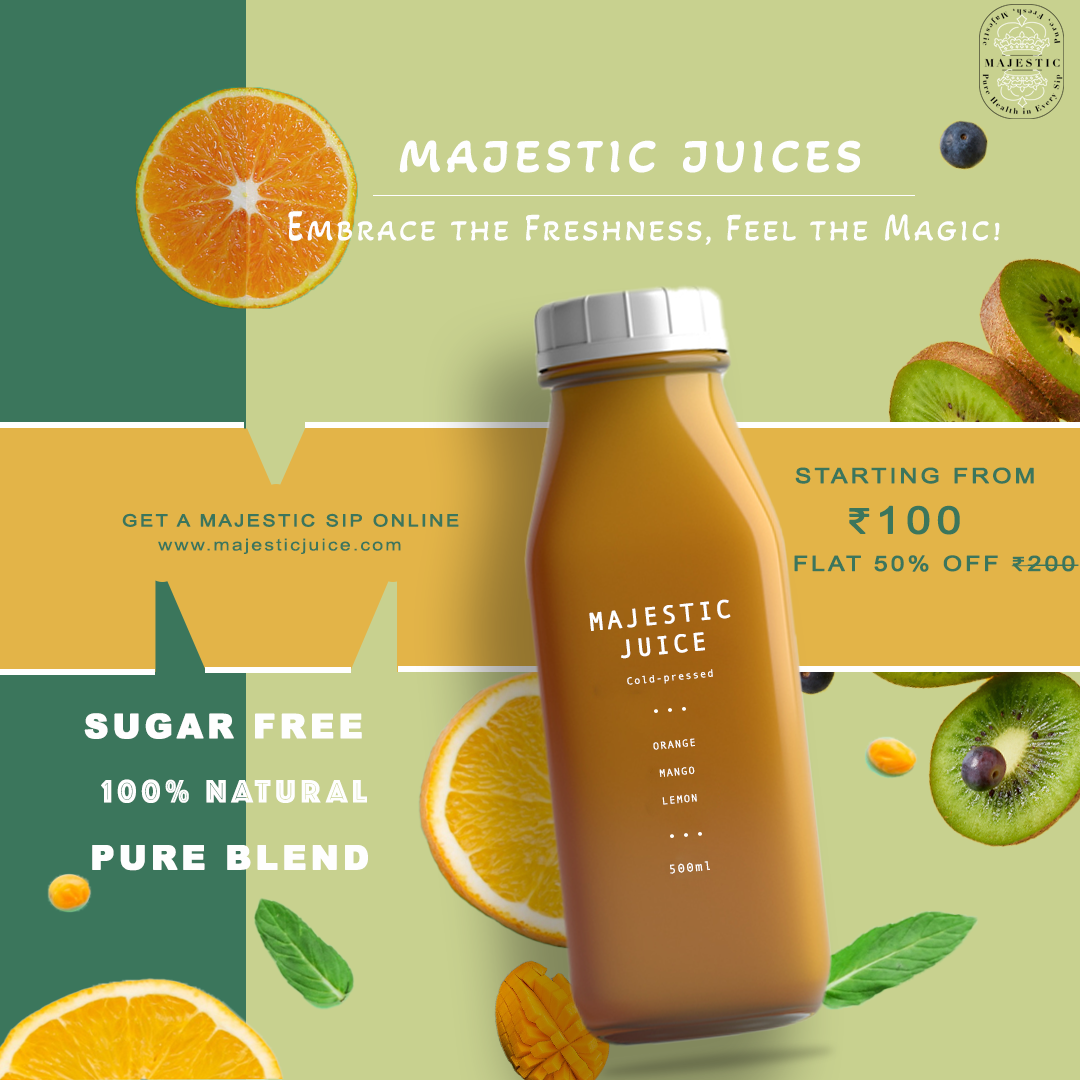 Pure, Fresh, Majestic
MAJESTIC
Pure Health in Every Sip
MAJESTIC JUICES
EMBRACE THE FRESHNESS, FEEL THE MAGIC!
STARTING FROM
₹100
FLAT 50% OFF ₹200
GET A MAJESTIC SIP ONLINE
www.majesticjuice.com
MAJESTIC
JUICE
Cold-pressed
• • •
ORANGE
MANGO
LEMON
• • •
500ml
SUGAR FREE
100% NATURAL
PURE BLEND